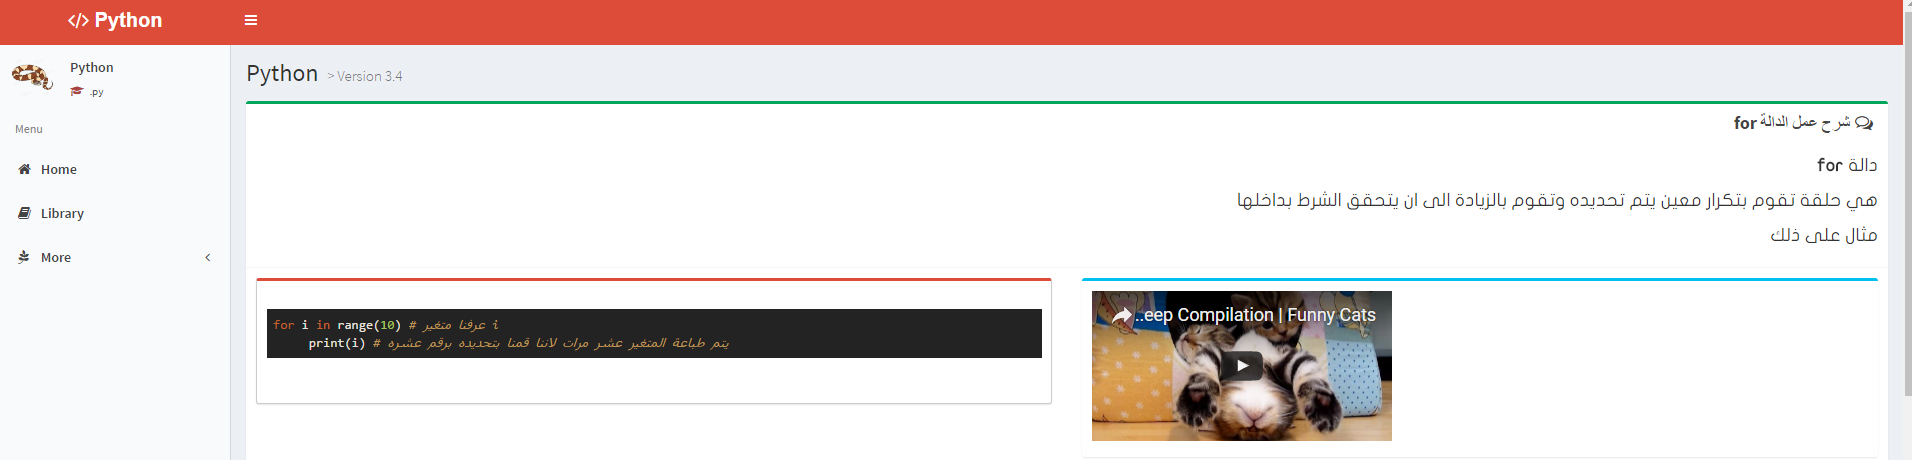 Python
Python
.py
Menu
Home
Library
More
Python > Version 3.4
شرح عمل الدالة for
دالة for
هي حلقة تقوم بتكرار معين يتم تحديده وتقوم بالزيادة الى ان يتحقق الشرط بداخلها
مثال على ذلك
for i in range(10) # عرفنا متغير i
print(i) # يتم طباعة المتغير عشر مرات لاننا قمنا بتحديده برقم عشره
..eep Compilation | Funny Cats